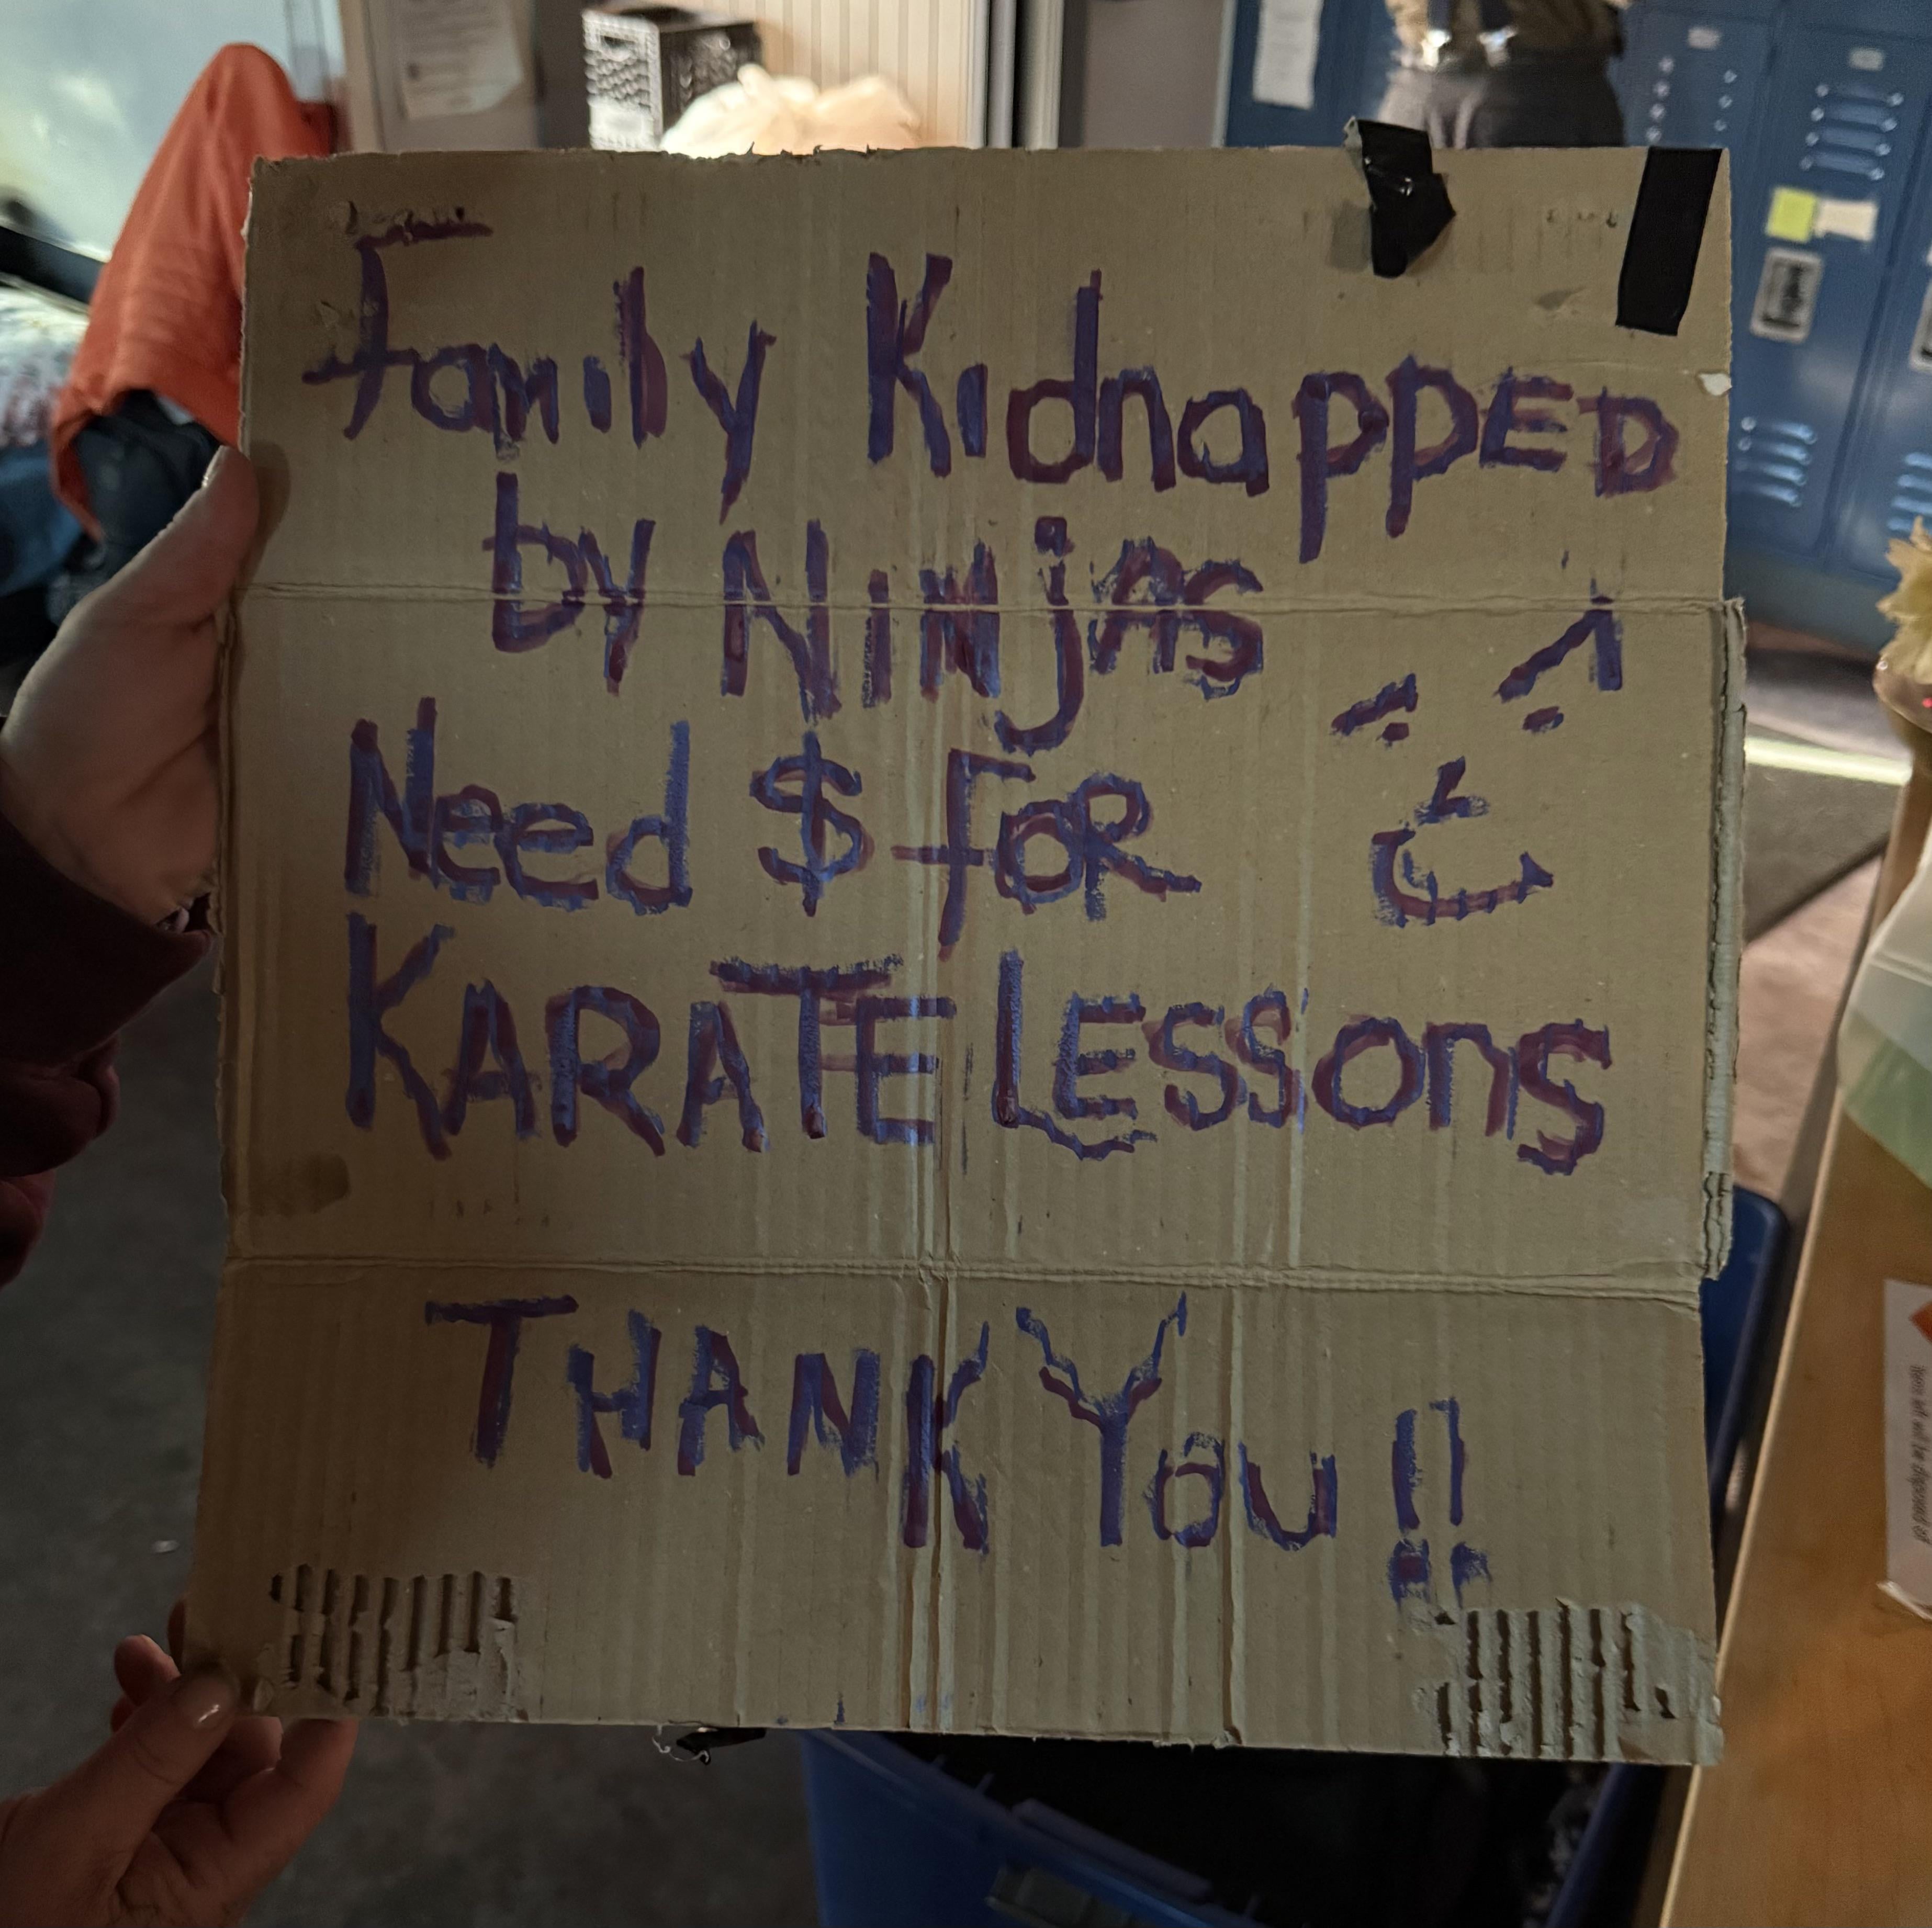 Family KidnappED
by NinjAs
Need $ foR
KARATE LEssons
THANK You !!